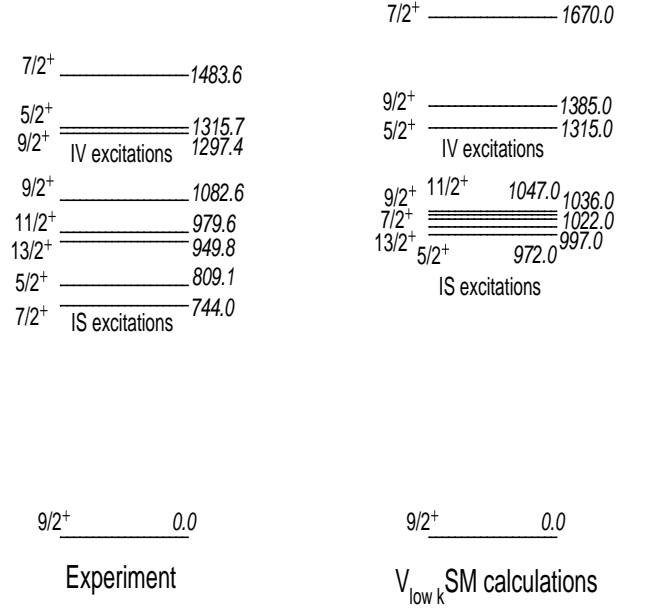 7/2+ 1483.6
5/2+ 1315.7
9/2+ 1297.4
IV excitations
9/2+ 1082.6
11/2+ 979.6
13/2+ 949.8
5/2+ 809.1
7/2+ 744.0
IS excitations
9/2+ 0.0
Experiment
7/2+ 1670.0
9/2+ 1385.0
5/2+ 1315.0
IV excitations
9/2+ 11/2+ 1047.0 1036.0
7/2+ 1022.0
13/2+ 997.0
5/2+ 972.0
IS excitations
9/2+ 0.0
Vlow k SM calculations